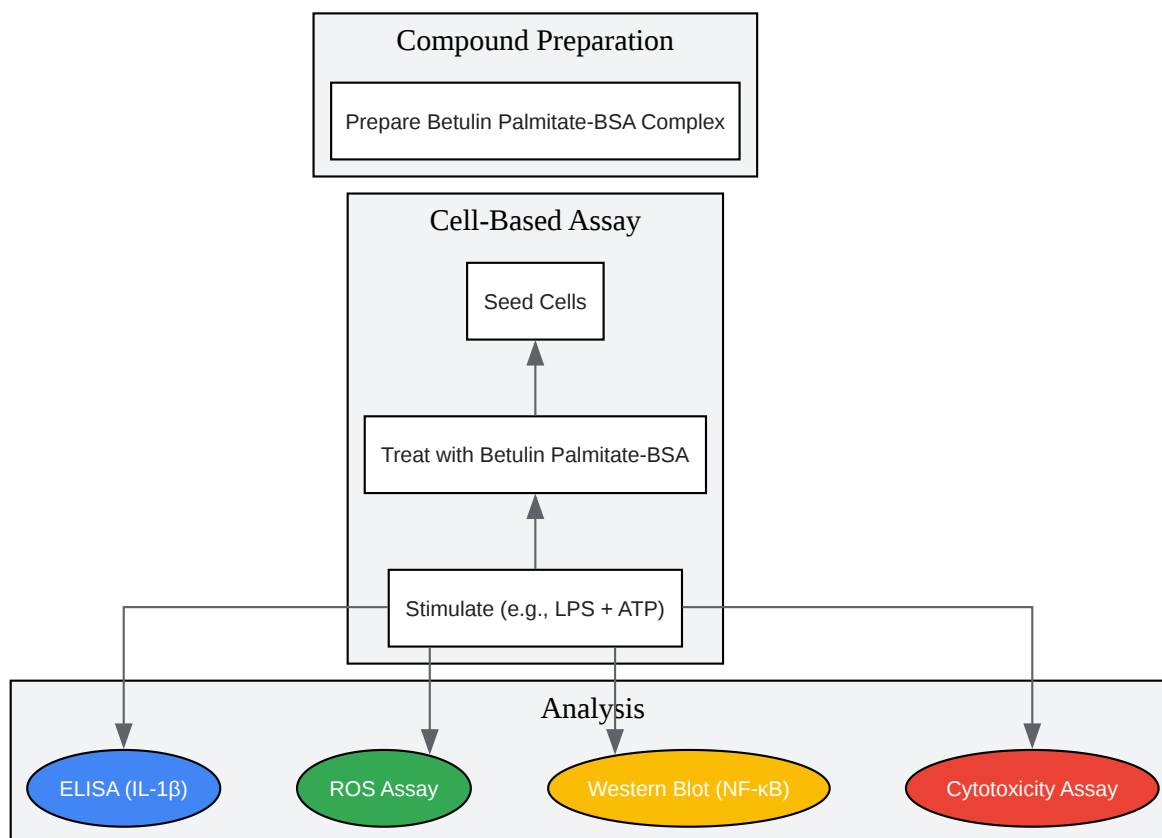 Compound Preparation
Prepare Betulin Palmitate-BSA Complex
Cell-Based Assay
Seed Cells
Treat with Betulin Palmitate-BSA
Stimulate (e.g., LPS + ATP)
Analysis
ELISA (IL-1β)
ROS Assay
Western Blot (NF-κB)
Cytotoxicity Assay